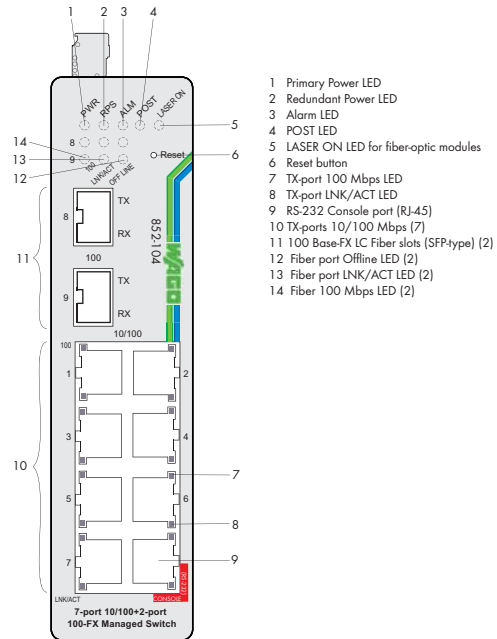 1 2 3 4
PWR RPS ALM POST LASER ON
5
8
14
9
13
100 LNK/ACT OFF LINE
Reset
6
12
TX
8
RX
100
11
852-104
WAGO
TX
9
RX
10/100
100
1
2
3
4
10
7
5
6
8
9
7
(RS-232)
LNK/ACT
CONSOLE
7-port 10/100+2-port
100-FX Managed Switch
1 Primary Power LED
2 Redundant Power LED
3 Alarm LED
4 POST LED
5 LASER ON LED for fiber-optic modules
6 Reset button
7 TX-port 100 Mbps LED
8 TX-port LNK/ACT LED
9 RS-232 Console port (RJ-45)
10 TX-ports 10/100 Mbps (7)
11 100 Base-FX LC Fiber slots (SFP-type) (2)
12 Fiber port Offline LED (2)
13 Fiber port LNK/ACT LED (2)
14 Fiber 100 Mbps LED (2)